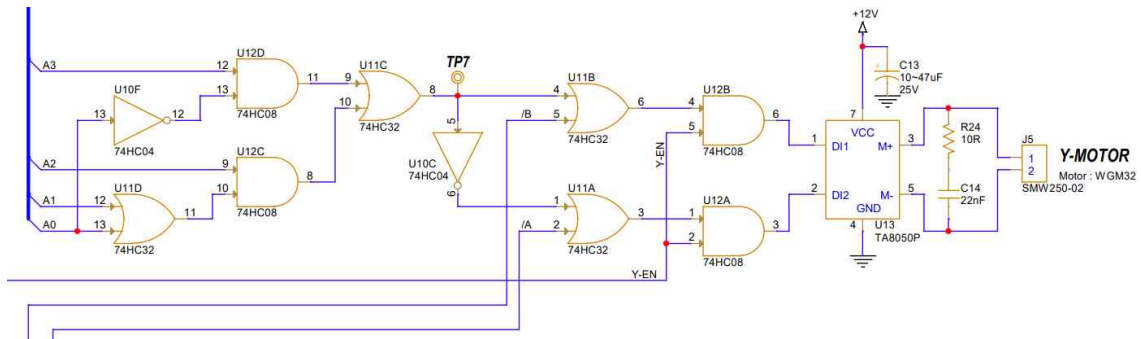 +12V
U12D
A3
12
13
11
74HC08
U10F
13
12
74HC04
U11C
9
10
8
74HC32
TP7
5
U10C
74HC04
6
U11B
4
/B
5
6
74HC32
U12B
4
5
6
74HC08
Y-EN
C13
10~47uF
25V
7
VCC
1
DI1
M+
3
2
DI2
M-
5
GND
4
U13
TA8050P
R24
10R
C14
22nF
J5
1
2
SMW250-02
Y-MOTOR
Motor : WGM32
A2
U12C
9
10
8
74HC08
A1
A0
U11D
12
13
11
74HC32
U11A
1
/A
2
3
74HC32
U12A
1
2
3
74HC08
Y-EN